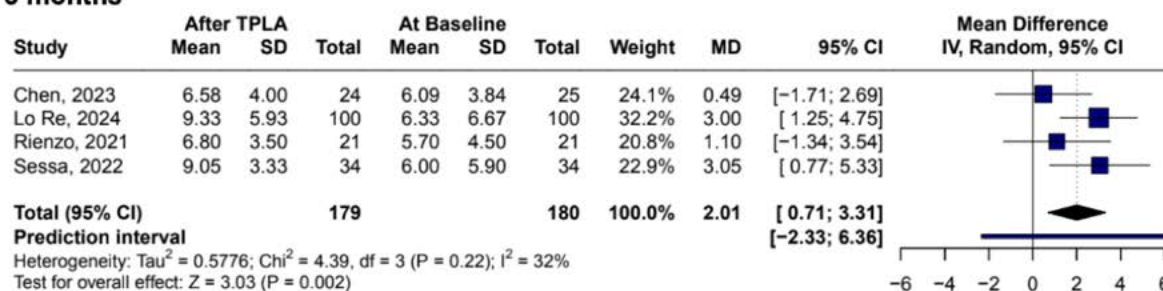 months
After TPLA At Baseline Mean Difference
Study Mean SD Total Mean SD Total Weight MD 95% CI IV, Random, 95% CI
Chen, 2023 6.58 4.00 24 6.09 3.84 25 24.1% 0.49 [−1.71; 2.69]
Lo Re, 2024 9.33 5.93 100 6.33 6.67 100 32.2% 3.00 [ 1.25; 4.75]
Rienzo, 2021 6.80 3.50 21 5.70 4.50 21 20.8% 1.10 [−1.34; 3.54]
Sessa, 2022 9.05 3.33 34 6.00 5.90 34 22.9% 3.05 [ 0.77; 5.33]
Total (95% CI) 179 180 100.0% 2.01 [ 0.71; 3.31]
Prediction interval [−2.33; 6.36]
Heterogeneity: Tau² = 0.5776; Chi² = 4.39, df = 3 (P = 0.22); I² = 32%
Test for overall effect: Z = 3.03 (P = 0.002)
−6 −4 −2 0 2 4 6